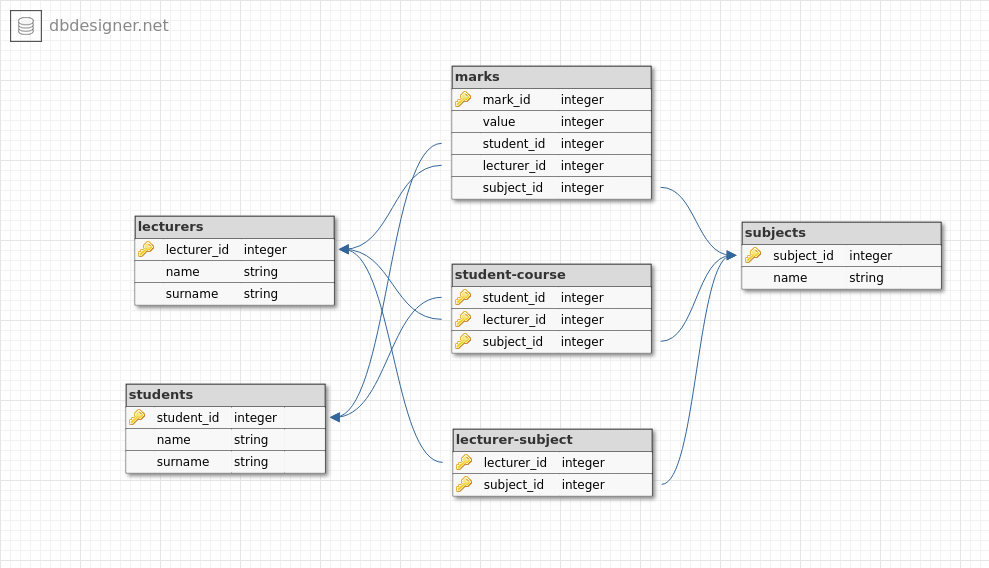 dbdesigner.net
marks
mark_id integer
value integer
student_id integer
lecturer_id integer
subject_id integer
lecturers
lecturer_id integer
name string
surname string
subjects
subject_id integer
name string
student-course
student_id integer
lecturer_id integer
subject_id integer
students
student_id integer
name string
surname string
lecturer-subject
lecturer_id integer
subject_id integer